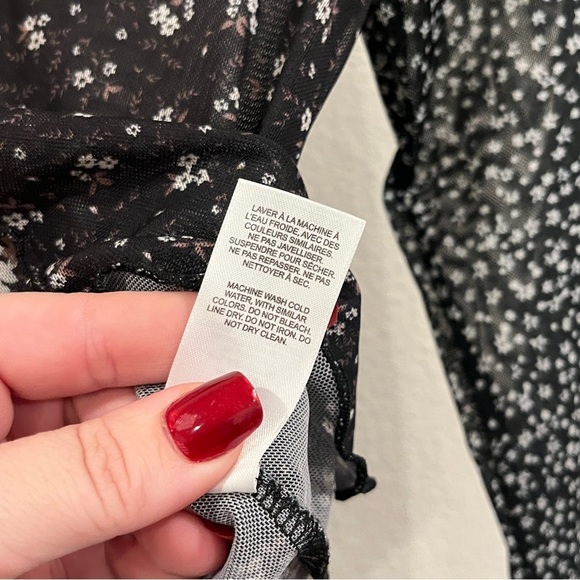 LAVER À LA MACHINE À
L'EAU FROIDE, AVEC DES
COULEURS SIMILAIRES.
NE PAS JAVELLISER.
SUSPENDRE POUR SÉCHER.
NE PAS REPASSER. NE PAS
NETTOYER À SEC.
MACHINE WASH COLD
WATER, WITH SIMILAR
COLORS. DO NOT BLEACH.
LINE DRY. DO NOT IRON. DO
NOT DRY CLEAN.